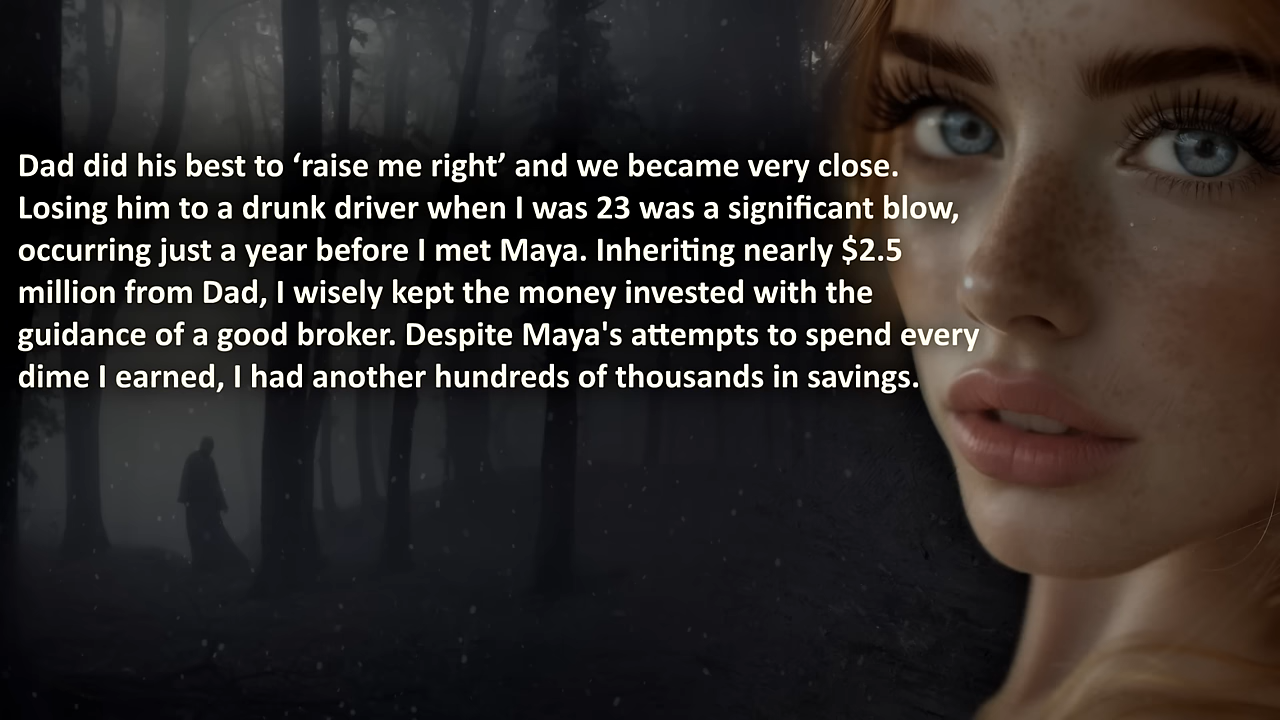 Dad did his best to ‘raise me right’ and we became very close.
Losing him to a drunk driver when I was 23 was a significant blow,
occurring just a year before I met Maya. Inheriting nearly $2.5
million from Dad, I wisely kept the money invested with the
guidance of a good broker. Despite Maya's attempts to spend every
dime I earned, I had another hundreds of thousands in savings.